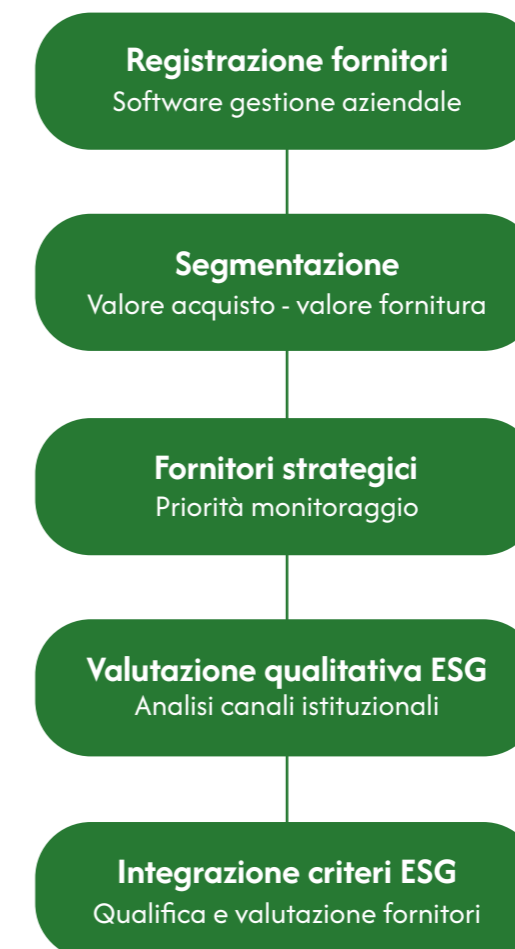 Registrazione fornitori
Software gestione aziendale
Segmentazione
Valore acquisto - valore fornitura
Fornitori strategici
Priorità monitoraggio
Valutazione qualitativa ESG
Analisi canali istituzionali
Integrazione criteri ESG
Qualifica e valutazione fornitori